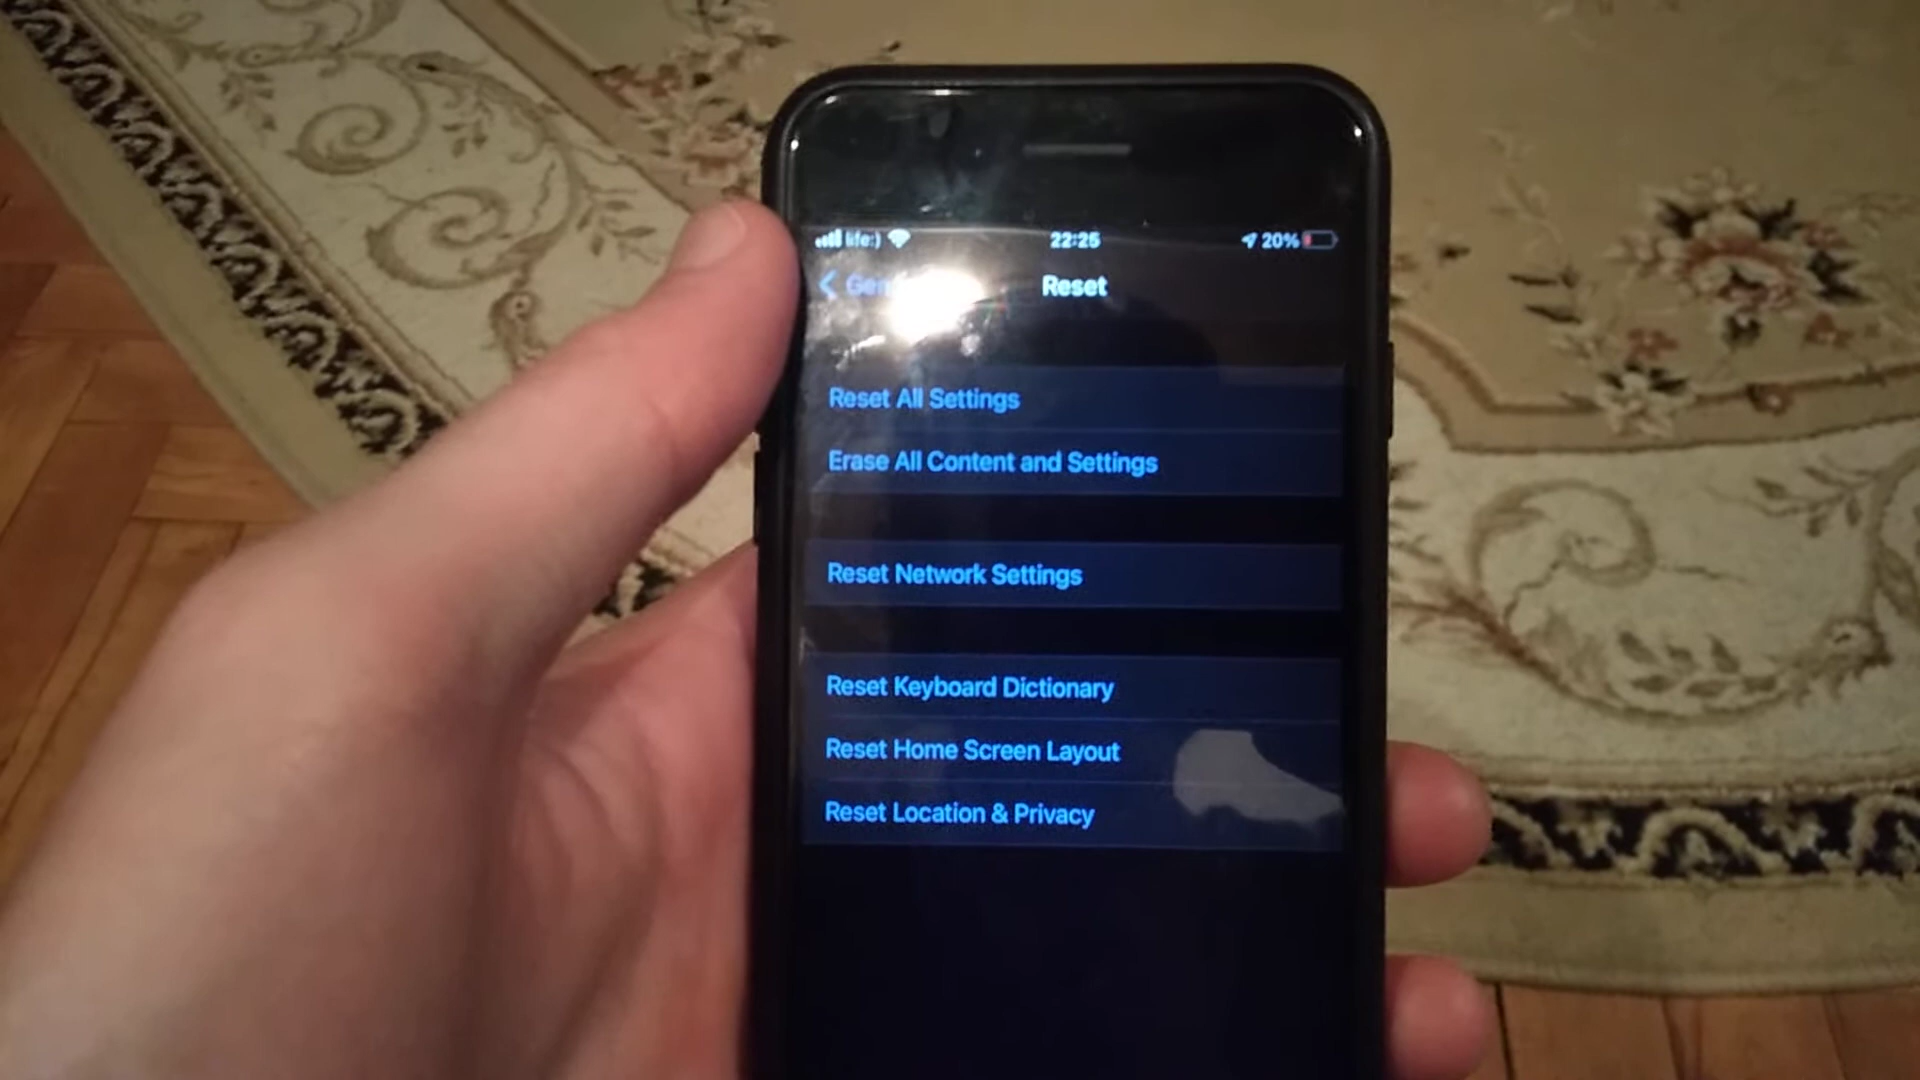 life:) 22:25 20%
Reset
Reset All Settings
Erase All Content and Settings
Reset Network Settings
Reset Keyboard Dictionary
Reset Home Screen Layout
Reset Location & Privacy